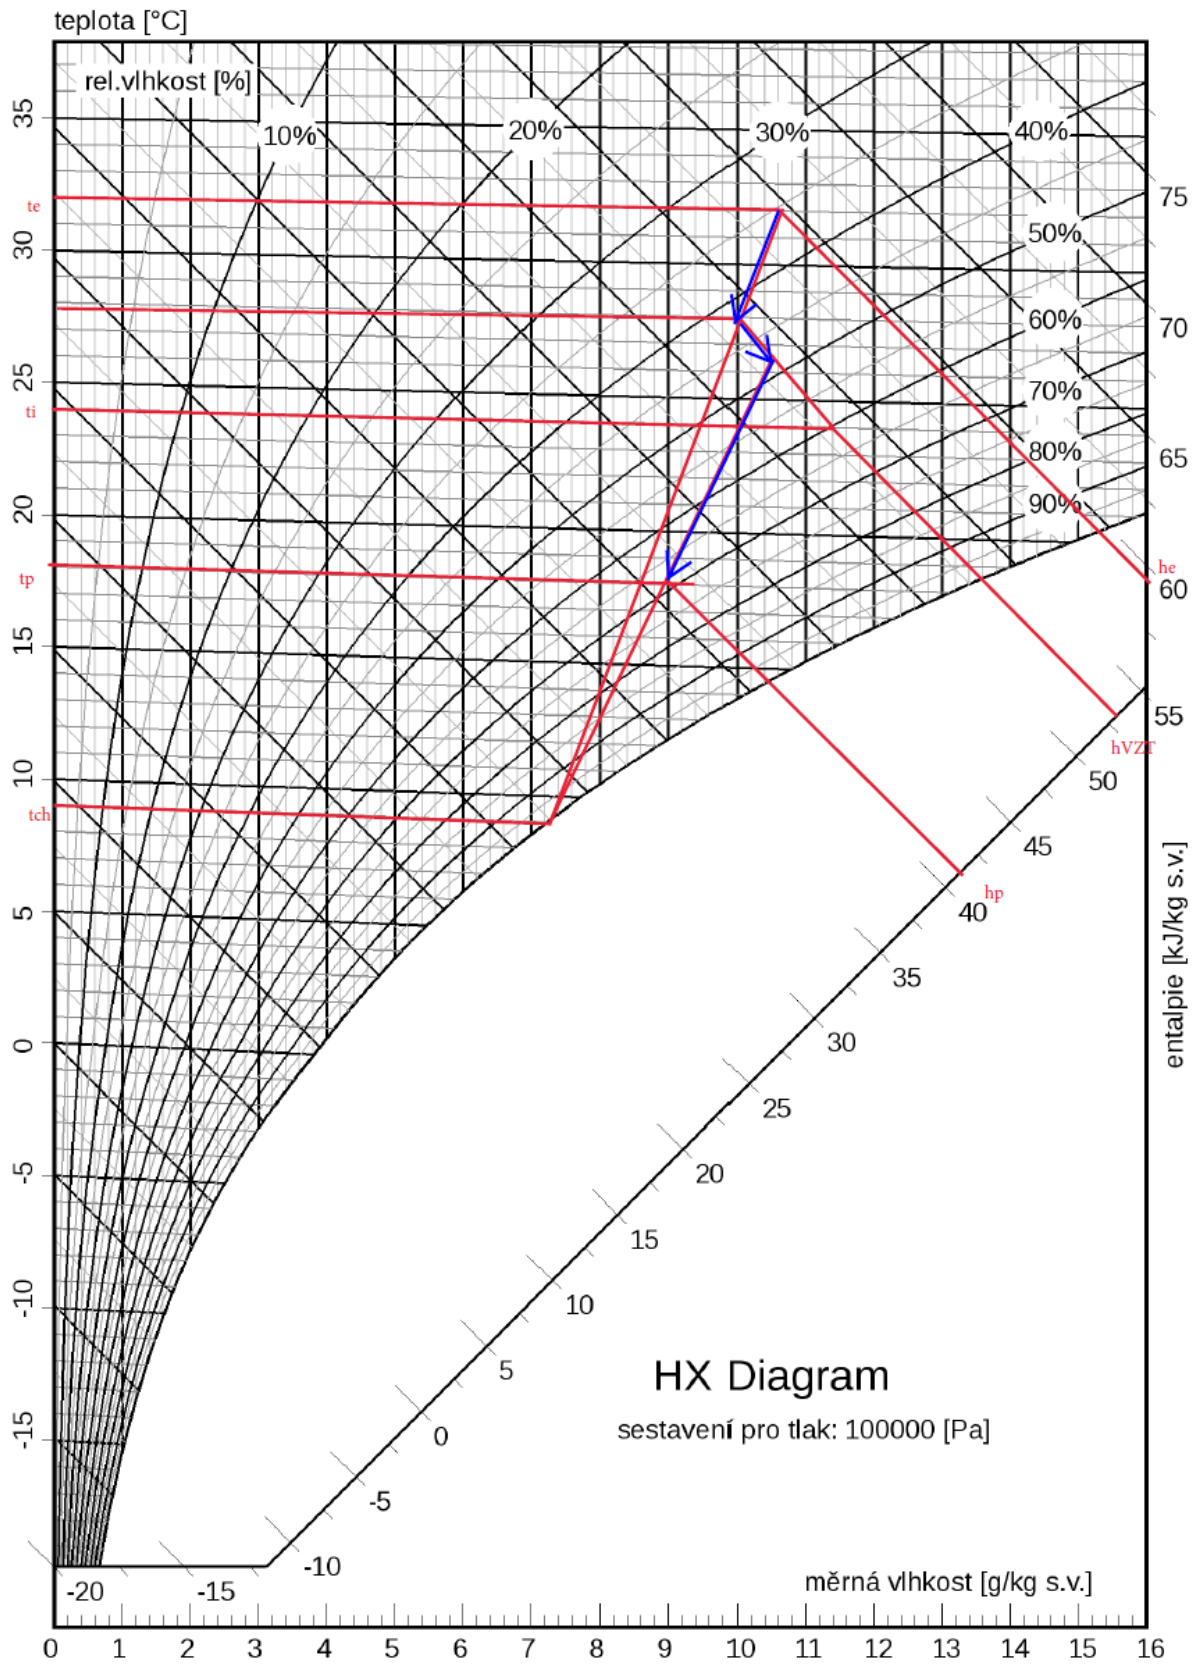 teplota [°C]
rel.vlhkost [%]
10%
20%
30%
40%
50%
60%
70%
80%
90%
35
30
25
20
15
10
5
0
-5
-10
-15
te
ti
tp
tch
75
70
65
he
60
55
hVZT
50
45
hp
40
35
30
25
20
15
10
5
0
-5
-10
-15
-20
entalpie [kJ/kg s.v.]
HX Diagram
sestavení pro tlak: 100000 [Pa]
měrná vlhkost [g/kg s.v.]
0 1 2 3 4 5 6 7 8 9 10 11 12 13 14 15 16